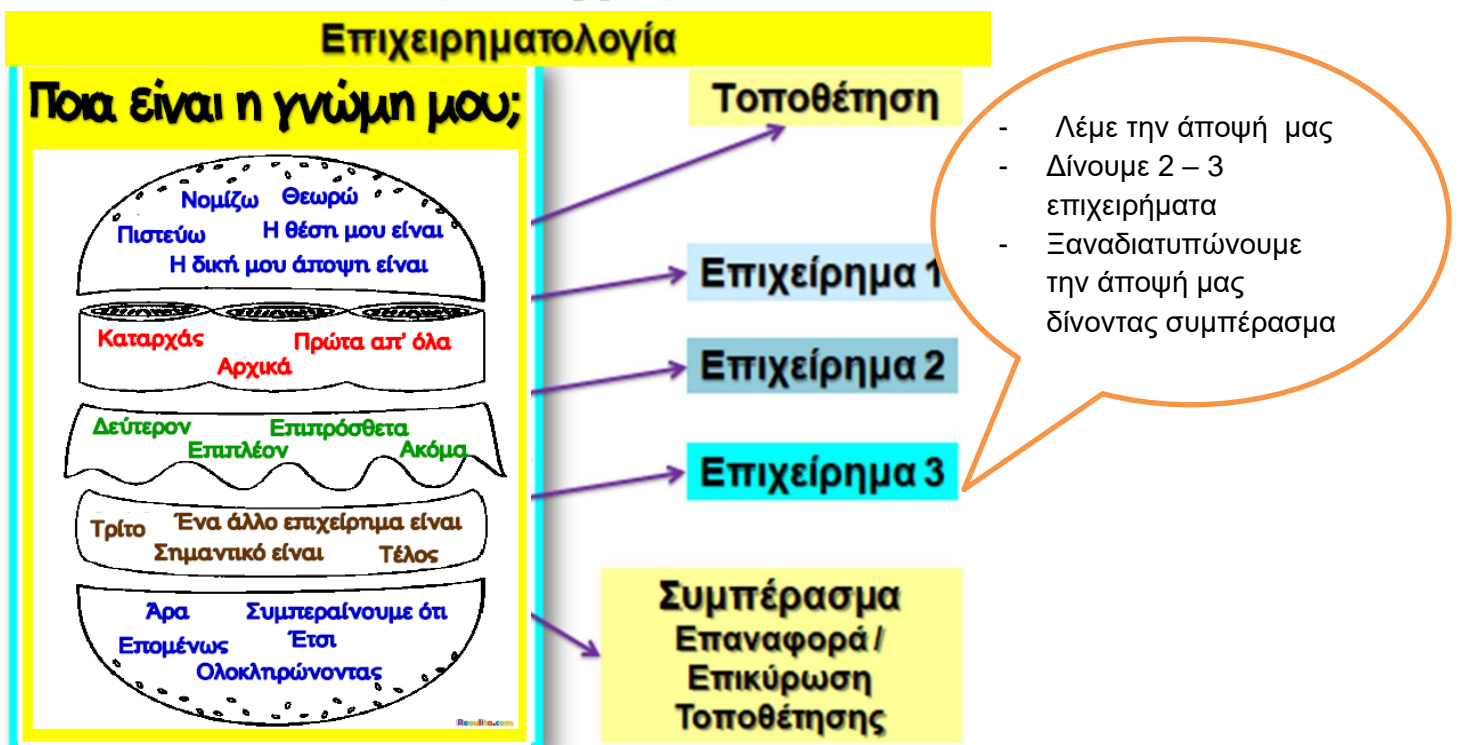 Επιχειρηματολογία
Ποια είναι η γνώμη μου;
Νομίζω Θεωρώ
Πιστεύω Η θέση μου είναι
Η δική μου άποψη είναι
Καταρχάς Πρώτα απ' όλα
Αρχικά
Δεύτερον Επιπρόσθετα
Επιπλέον Ακόμα
Τρίτο Ένα άλλο επιχείρημα είναι
Σημαντικό είναι Τέλος
Άρα Συμπεραίνουμε ότι
Επομένως Έτσι
Ολοκληρώνοντας
Reoulita.com
Τοποθέτηση
Επιχείρημα 1
Επιχείρημα 2
Επιχείρημα 3
Συμπέρασμα
Επαναφορά /
Επικύρωση
Τοποθέτησης
- Λέμε την άποψή μας
- Δίνουμε 2 – 3
επιχειρήματα
- Ξαναδιατυπώνουμε
την άποψή μας
δίνοντας συμπέρασμα